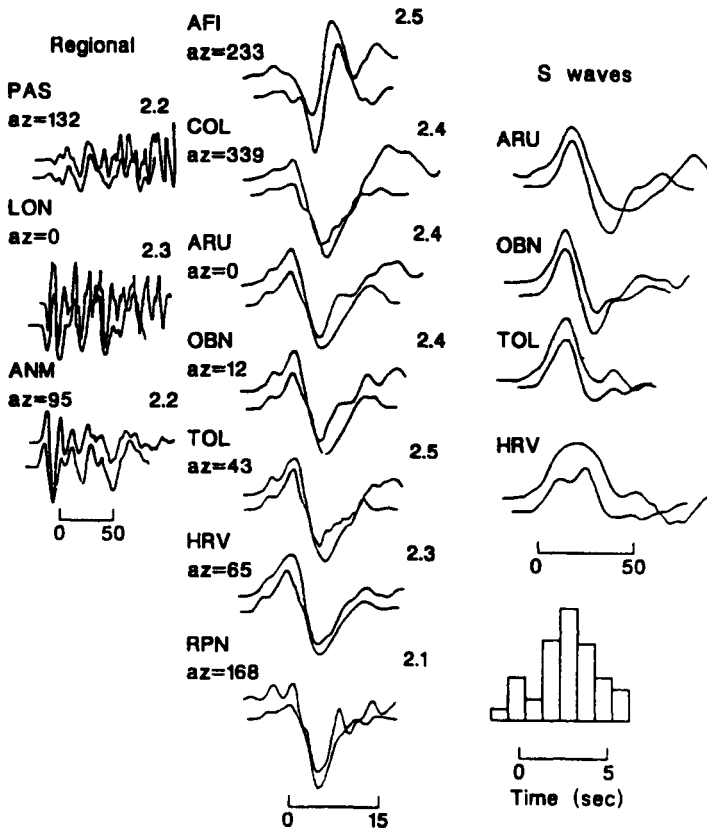 Regional
PAS
az=132 2.2
LON
az=0
2.3
ANM
az=95 2.2
0 50
AFI 2.5
az=233
COL 2.4
az=339
ARU 2.4
az=0
OBN 2.4
az=12
TOL 2.5
az=43
HRV 2.3
az=65
RPN 2.1
az=168
0 15
S waves
ARU
OBN
TOL
HRV
0 50
0 5
Time (sec)